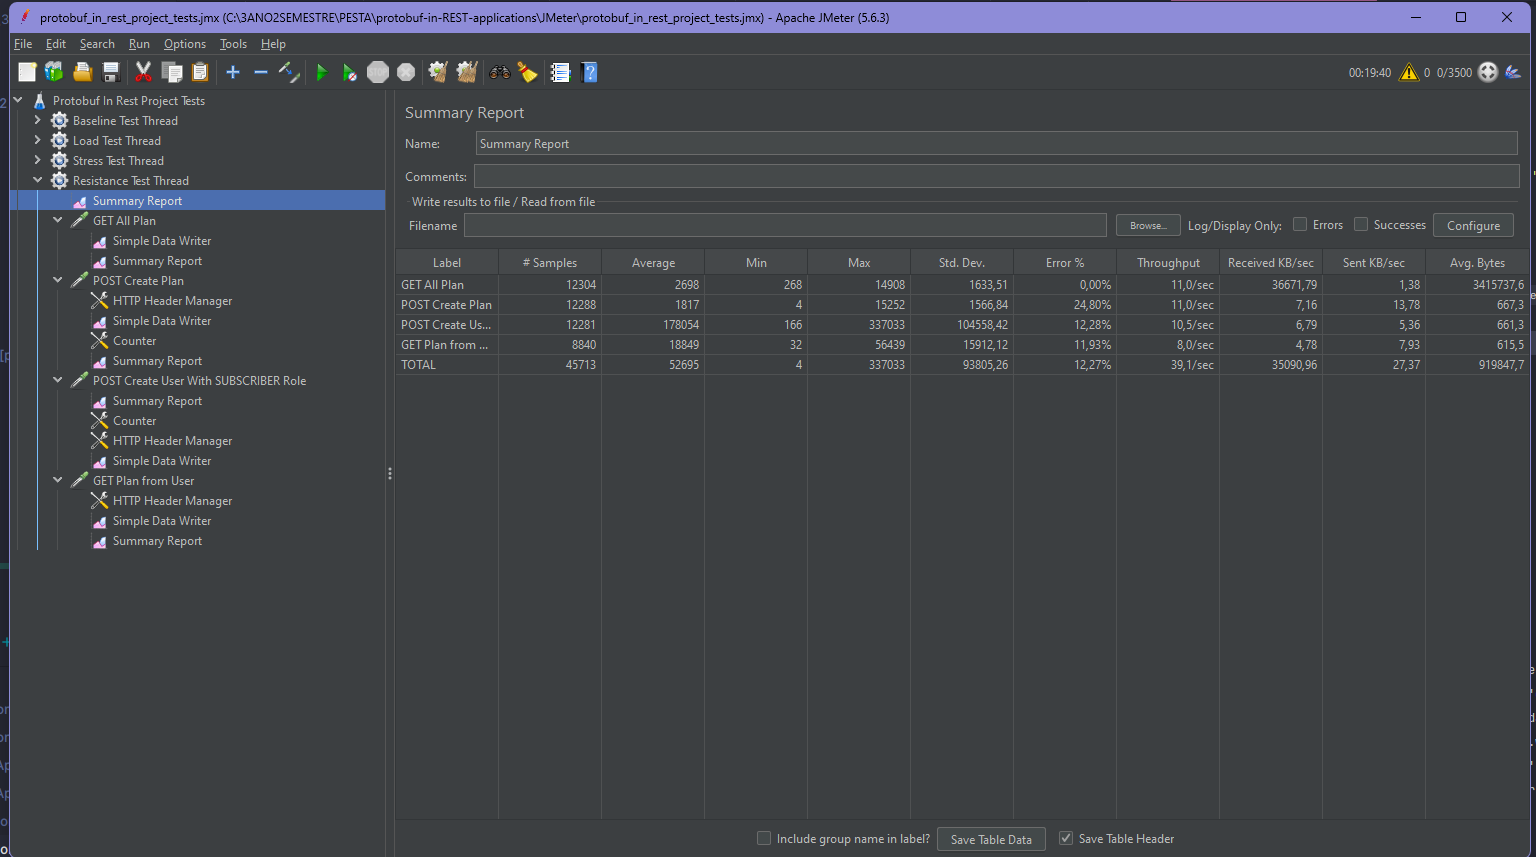 protobuf_in_rest_project_tests.jmx (C:\3ANO2SEMESTRE\PESTA\protobuf-in-REST-applications\JMeter\protobuf_in_rest_project_tests.jmx) - Apache JMeter (5.6.3)
File Edit Search Run Options Tools Help
00:19:40 0 0/3500
Protobuf In Rest Project Tests
Baseline Test Thread
Load Test Thread
Stress Test Thread
Resistance Test Thread
Summary Report
GET All Plan
Simple Data Writer
Summary Report
POST Create Plan
HTTP Header Manager
Simple Data Writer
Counter
Summary Report
POST Create User With SUBSCRIBER Role
Summary Report
Counter
HTTP Header Manager
Simple Data Writer
GET Plan from User
HTTP Header Manager
Simple Data Writer
Summary Report
Summary Report
Name: Summary Report
Comments:
Write results to file / Read from file
Filename Browse... Log/Display Only: Errors Successes Configure
Label # Samples Average Min Max Std. Dev. Error % Throughput Received KB/sec Sent KB/sec Avg. Bytes
GET All Plan 12304 2698 268 14908 1633,51 0,00% 11,0/sec 36671,79 1,38 3415737,6
POST Create Plan 12288 1817 4 15252 1566,84 24,80% 11,0/sec 7,16 13,78 667,3
POST Create Us... 12281 178054 166 337033 104558,42 12,28% 10,5/sec 6,79 5,36 661,3
GET Plan from ... 8840 18849 32 56439 15912,12 11,93% 8,0/sec 4,78 7,93 615,5
TOTAL 45713 52695 4 337033 93805,26 12,27% 39,1/sec 35090,96 27,37 919847,7
Include group name in label? Save Table Data Save Table Header